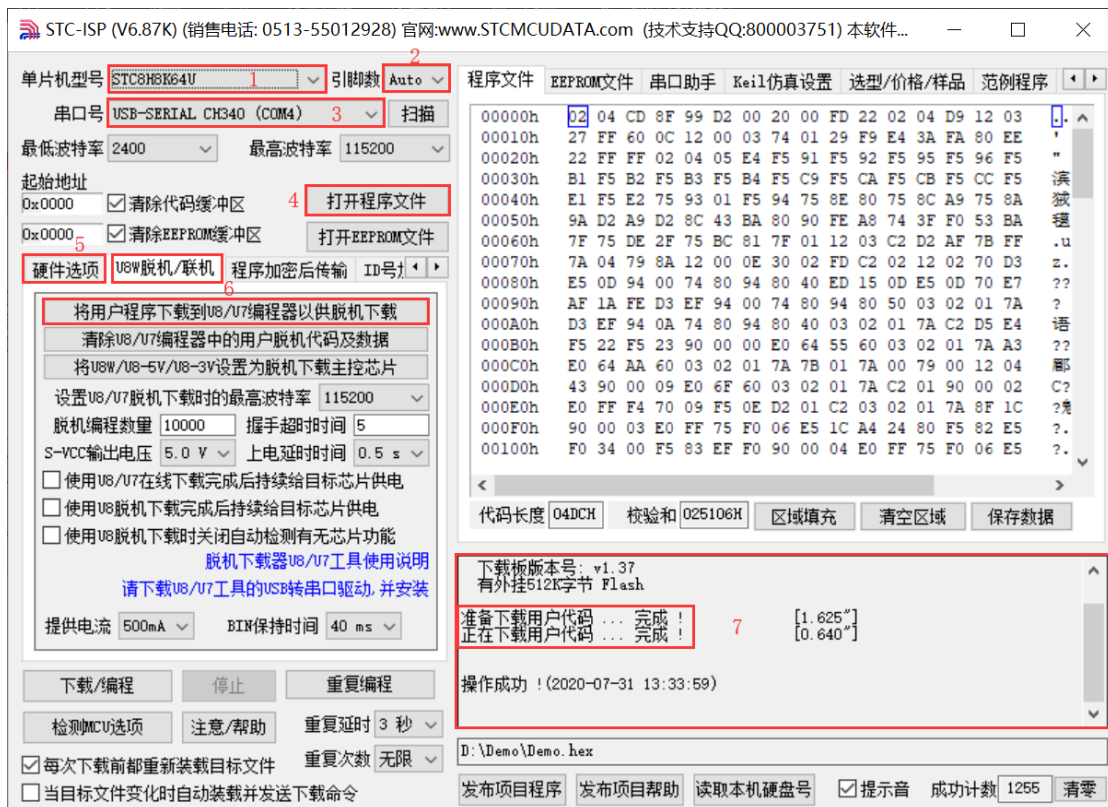 STC-ISP (V6.87K) (销售电话: 0513-55012928) 官网:www.STCMCUDATA.com (技术支持QQ:800003751) 本软件...
单片机型号 STC8H8K64U 1 引脚数 Auto 2
串口号 USB-SERIAL CH340 (COM4) 3 扫描
最低波特率 2400 最高波特率 115200
起始地址
0x0000 清除代码缓冲区 4 打开程序文件
0x0000 清除EEPROM缓冲区 打开EEPROM文件
5
硬件选项 U8W脱机/联机 程序加密后传输 ID号
6
将用户程序下载到U8/U7编程器以供脱机下载
清除U8/U7编程器中的用户脱机代码及数据
将U8W/U8-5V/U8-3V设置为脱机下载主控芯片
设置U8/U7脱机下载时的最高波特率 115200
脱机编程数量 10000 握手超时时间 5
S-VCC输出电压 5.0 V 上电延时时间 0.5 s
使用U8/U7在线下载完成后持续给目标芯片供电
使用U8脱机下载完成后持续给目标芯片供电
使用U8脱机下载时关闭自动检测有无芯片功能
脱机下载器U8/U7工具使用说明
请下载U8/U7工具的USB转串口驱动,并安装
提供电流 500mA BIN保持时间 40 ms
下载/编程 停止 重复编程
检测MCU选项 注意/帮助 重复延时 3 秒
重复次数 无限
每次下载前都重新装载目标文件
当目标文件变化时自动装载并发送下载命令
程序文件 EEPROM文件 串口助手 Keil仿真设置 选型/价格/样品 范例程序
00000h 02 04 CD 8F 99 D2 00 20 00 FD 22 02 04 D9 12 03 ..
00010h 27 FF 60 0C 12 00 03 74 01 29 F9 E4 3A FA 80 EE '
00020h 22 FF FF 02 04 05 E4 F5 91 F5 92 F5 95 F5 96 F5 "
00030h B1 F5 B2 F5 B3 F5 B4 F5 C9 F5 CA F5 CB F5 CC F5 滨
00040h E1 F5 E2 75 93 01 F5 94 75 8E 80 75 8C A9 75 8A
00050h 9A D2 A9 D2 8C 43 BA 80 90 FE A8 74 3F F0 53 BA
00060h 7F 75 DE 2F 75 BC 81 7F 01 12 03 C2 D2 AF 7B FF .u
00070h 7A 04 79 8A 12 00 0E 30 02 FD C2 02 12 02 70 D3 z.
00080h E5 0D 94 00 74 80 94 80 40 ED 15 0D E5 0D 70 E7 ??
00090h AF 1A FE D3 EF 94 00 74 80 94 80 50 03 02 01 7A ?
000A0h D3 EF 94 0A 74 80 94 80 40 03 02 01 7A C2 D5 E4 语
000B0h F5 22 F5 23 90 00 00 E0 64 55 60 03 02 01 7A A3 ??
000C0h E0 64 AA 60 03 02 01 7A 7B 01 7A 00 79 00 12 04 郿
000D0h 43 90 00 09 E0 6F 60 03 02 01 7A C2 01 90 00 02 C?
000E0h E0 FF F4 70 09 F5 0E D2 01 C2 03 02 01 7A 8F 1C
000F0h 90 00 03 E0 FF 75 F0 06 E5 1C A4 24 80 F5 82 E5 ?.
00100h F0 34 00 F5 83 EF F0 90 00 04 E0 FF 75 F0 06 E5 ?.
代码长度 04DCH 校验和 025106H 区域填充 清空区域 保存数据
下载板版本号: v1.37
有外挂512K字节 Flash
准备下载用户代码 ... 完成 ! [1.625"]
正在下载用户代码 ... 完成 ! 7 [0.640"]
操作成功 !(2020-07-31 13:33:59)
D:\Demo\Demo.hex
发布项目程序 发布项目帮助 读取本机硬盘号 提示音 成功计数 1255 清零